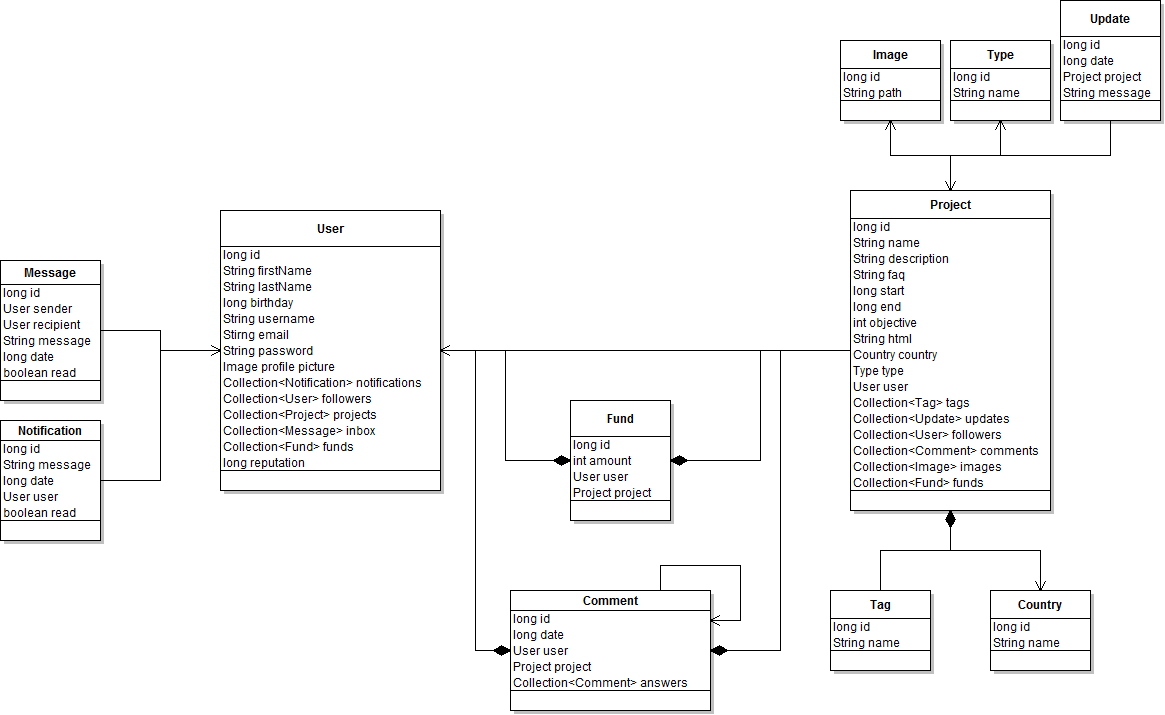 Update
long id
long date
Project project
String message
Image
long id
String path
Type
long id
String name
Project
long id
String name
String description
String faq
long start
long end
int objective
String html
Country country
Type type
User user
Collection<Tag> tags
Collection<Update> updates
Collection<User> followers
Collection<Comment> comments
Collection<Image> images
Collection<Fund> funds
User
long id
String firstName
String lastName
long birthday
String username
Stirng email
String password
Image profile picture
Collection<Notification> notifications
Collection<User> followers
Collection<Project> projects
Collection<Message> inbox
Collection<Fund> funds
long reputation
Message
long id
User sender
User recipient
String message
long date
boolean read
Notification
long id
String message
long date
User user
boolean read
Fund
long id
int amount
User user
Project project
Comment
long id
long date
User user
Project project
Collection<Comment> answers
Tag
long id
String name
Country
long id
String name